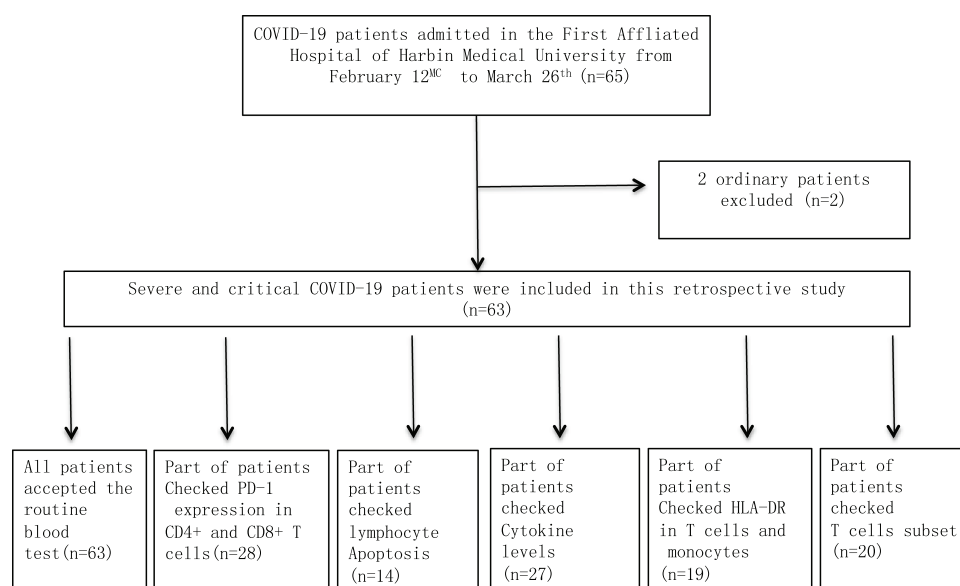 COVID-19 patients admitted in the First Affliated
Hospital of Harbin Medical University from
February 12ᴹᶜ to March 26ᵗʰ (n=65)
2 ordinary patients
excluded (n=2)
Severe and critical COVID-19 patients were included in this retrospective study
(n=63)
All patients
accepted the
routine
blood
test(n=63)
Part of patients
Checked PD-1
expression in
CD4+ and CD8+ T
cells(n=28)
Part of
patients
checked
lymphocyte
Apoptosis
(n=14)
Part of
patients
checked
Cytokine
levels
(n=27)
Part of
patients
Checked HLA-DR
in T cells and
monocytes
(n=19)
Part of
patients
checked
T cells subset
(n=20)